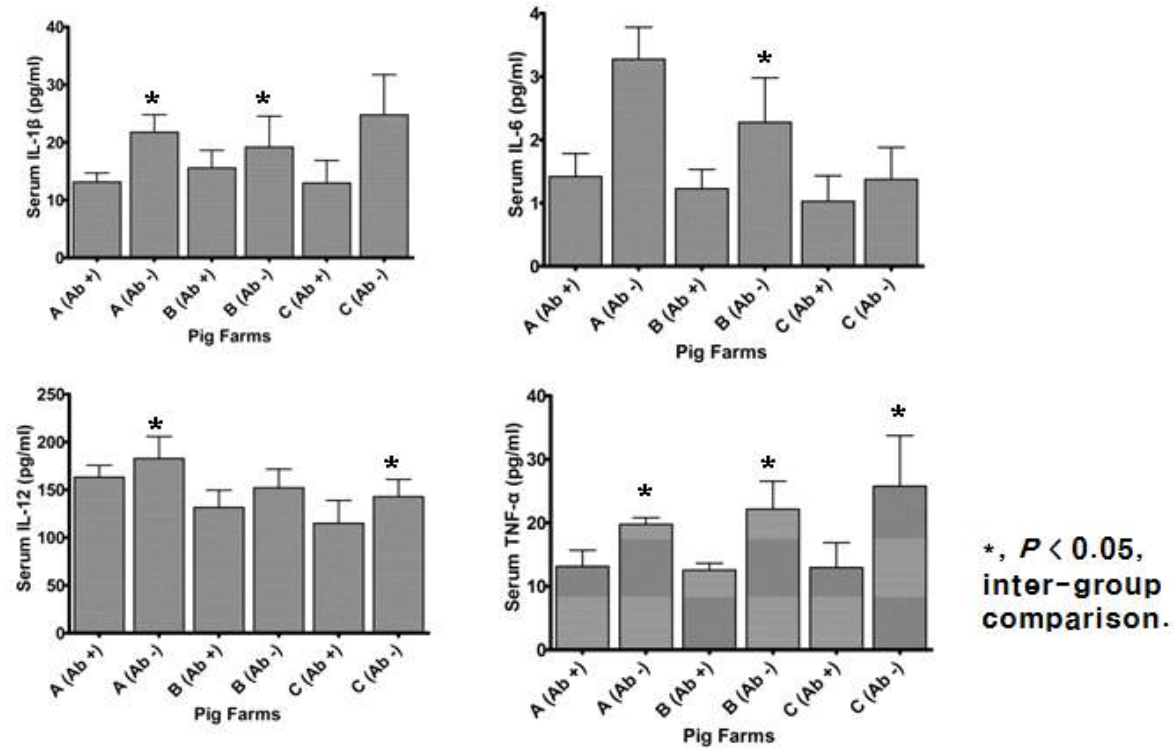 Serum IL-1β (pg/ml)
40
30
20
10
0
* *
A (Ab +) A (Ab -) B (Ab +) B (Ab -) C (Ab +) C (Ab -)
Pig Farms
Serum IL-6 (pg/ml)
4
3
2
1
0
*
A (Ab +) A (Ab -) B (Ab +) B (Ab -) C (Ab +) C (Ab -)
Pig Farms
Serum IL-12 (pg/ml)
250
200
150
100
50
0
* *
A (Ab +) A (Ab -) B (Ab +) B (Ab -) C (Ab +) C (Ab -)
Pig Farms
Serum TNF-α (pg/ml)
40
30
20
10
0
* * *
A (Ab +) A (Ab -) B (Ab +) B (Ab -) C (Ab +) C (Ab -)
Pig Farms
*, P < 0.05,
inter-group
comparison.